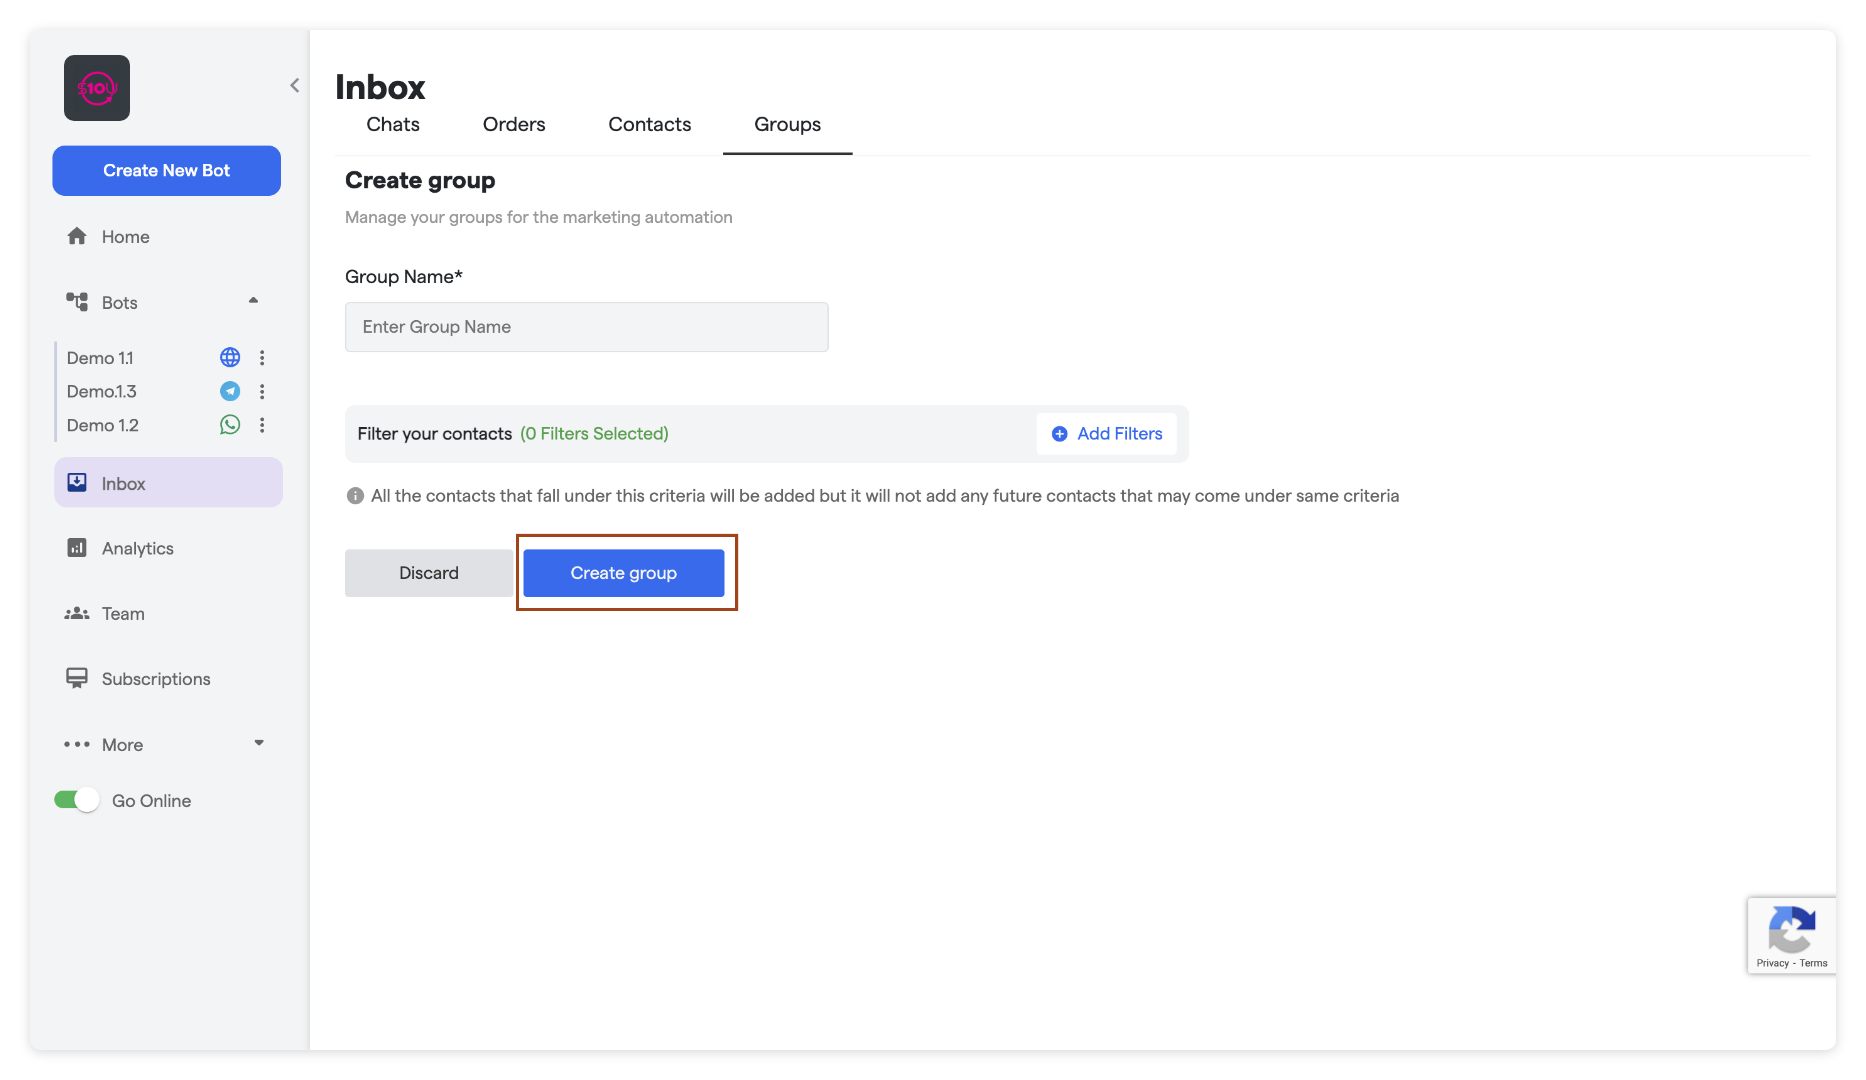 $10U
Create New Bot
Home
Bots
Demo 1.1
Demo.1.3
Demo 1.2
Inbox
Analytics
Team
Subscriptions
More
Go Online
Inbox
Chats Orders Contacts Groups
Create group
Manage your groups for the marketing automation
Group Name*
Enter Group Name
Filter your contacts (0 Filters Selected) Add Filters
All the contacts that fall under this criteria will be added but it will not add any future contacts that may come under same criteria
Discard Create group
Privacy - Terms